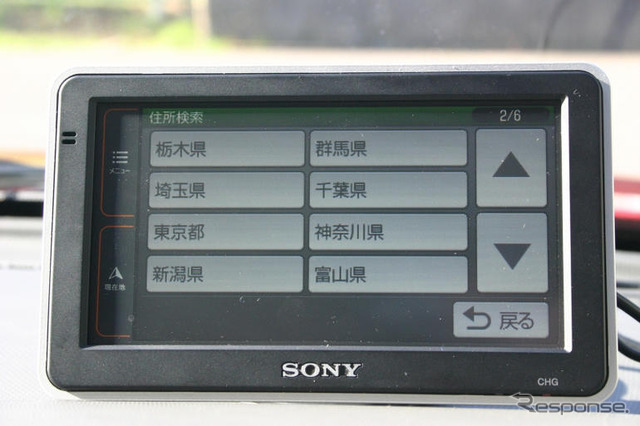 住所検索 2/6
メニュー
栃木県 群馬県
埼玉県 千葉県
東京都 神奈川県
新潟県 富山県
現在地
戻る
SONY
CHG
Response.